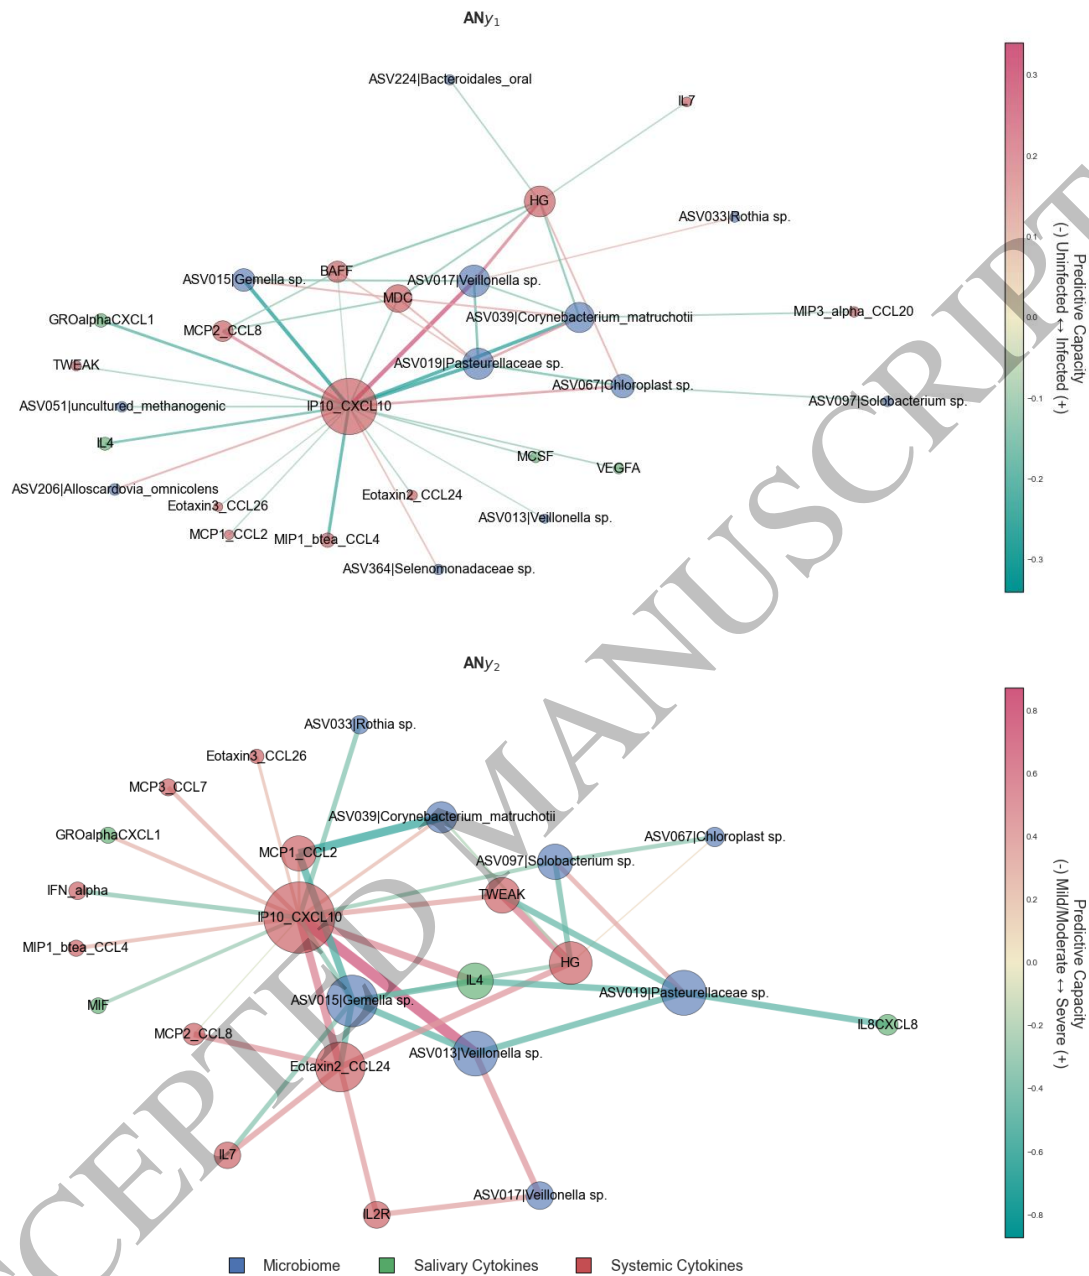 ANy₁
ASV224|Bacteroidales_oral
IL7
HG
ASV033|Rothia sp.
BAFF
ASV015|Gemella sp.
ASV017|Veillonella sp.
MDC
MIP3_alpha_CCL20
ASV039|Corynebacterium_matruchotii
GROalphaCXCL1
MCP2_CCL8
TWEAK
ASV019|Pasteurellaceae sp.
ASV067|Chloroplast sp.
ASV097|Solobacterium sp.
ASV051|uncultured_methanogenic
IP10_CXCL10
IL4
MCSF
VEGFA
ASV206|Alloscardovia_omnicolens
Eotaxin2_CCL24
Eotaxin3_CCL26
ASV013|Veillonella sp.
MCP1_CCL2
MIP1_btea_CCL4
ASV364|Selenomonadaceae sp.
0.3
0.2
0.1
0.0
−0.1
−0.2
−0.3
Predictive Capacity
(-) Uninfected ↔ Infected (+)
ANy₂
ASV033|Rothia sp.
Eotaxin3_CCL26
MCP3_CCL7
ASV039|Corynebacterium_matruchotii
GROalphaCXCL1
ASV067|Chloroplast sp.
MCP1_CCL2
ASV097|Solobacterium sp.
IFN_alpha
TWEAK
IP10_CXCL10
MIP1_btea_CCL4
HG
IL4
ASV019|Pasteurellaceae sp.
ASV015|Gemella sp.
MIF
IL8CXCL8
MCP2_CCL8
ASV013|Veillonella sp.
Eotaxin2_CCL24
IL7
ASV017|Veillonella sp.
IL2R
0.8
0.6
0.4
0.2
0.0
−0.2
−0.4
−0.6
−0.8
Predictive Capacity
(-) Mild/Moderate ↔ Severe (+)
Microbiome
Salivary Cytokines
Systemic Cytokines
CEPTED MANUSCRIPT